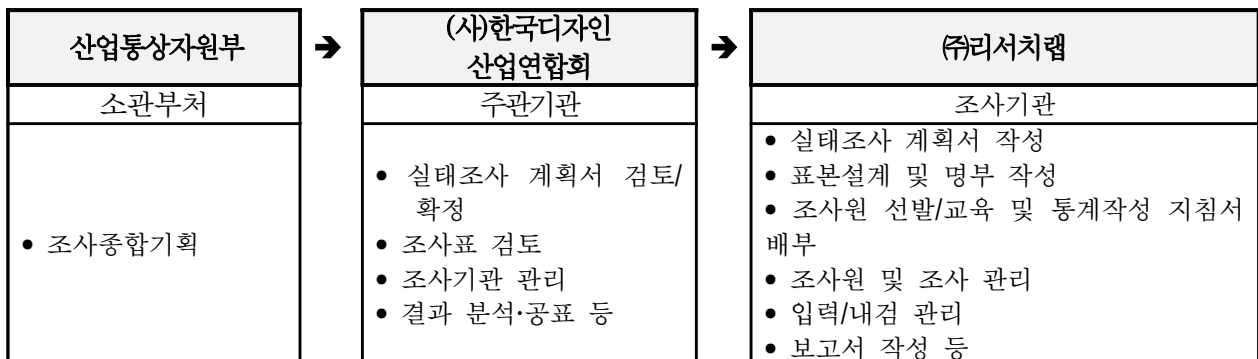 산업통상자원부
➔
(사)한국디자인
산업연합회
➔
㈜리서치랩
소관부처
주관기관
조사기관
• 조사종합기획
• 실태조사 계획서 검토/
확정
• 조사표 검토
• 조사기관 관리
• 결과 분석·공표 등
• 실태조사 계획서 작성
• 표본설계 및 명부 작성
• 조사원 선발/교육 및 통계작성 지침서
배부
• 조사원 및 조사 관리
• 입력/내검 관리
• 보고서 작성 등